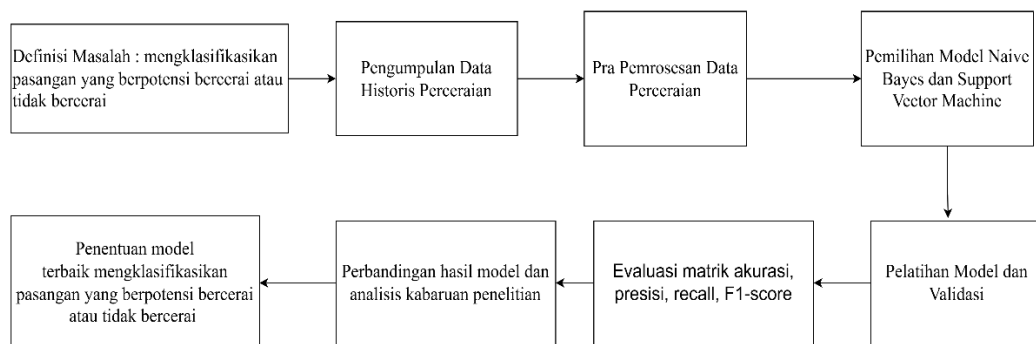 Definisi Masalah : mengklasifikasikan
pasangan yang berpotensi bercerai atau
tidak bercerai
Pengumpulan Data
Historis Perceraian
Pra Pemrosesan Data
Perceraian
Pemilihan Model Naive
Bayes dan Support
Vector Machine
Pelatihan Model dan
Validasi
Evaluasi matrik akurasi,
presisi, recall, F1-score
Perbandingan hasil model dan
analisis kabaruan penelitian
Penentuan model
terbaik mengklasifikasikan
pasangan yang berpotensi bercerai
atau tidak bercerai